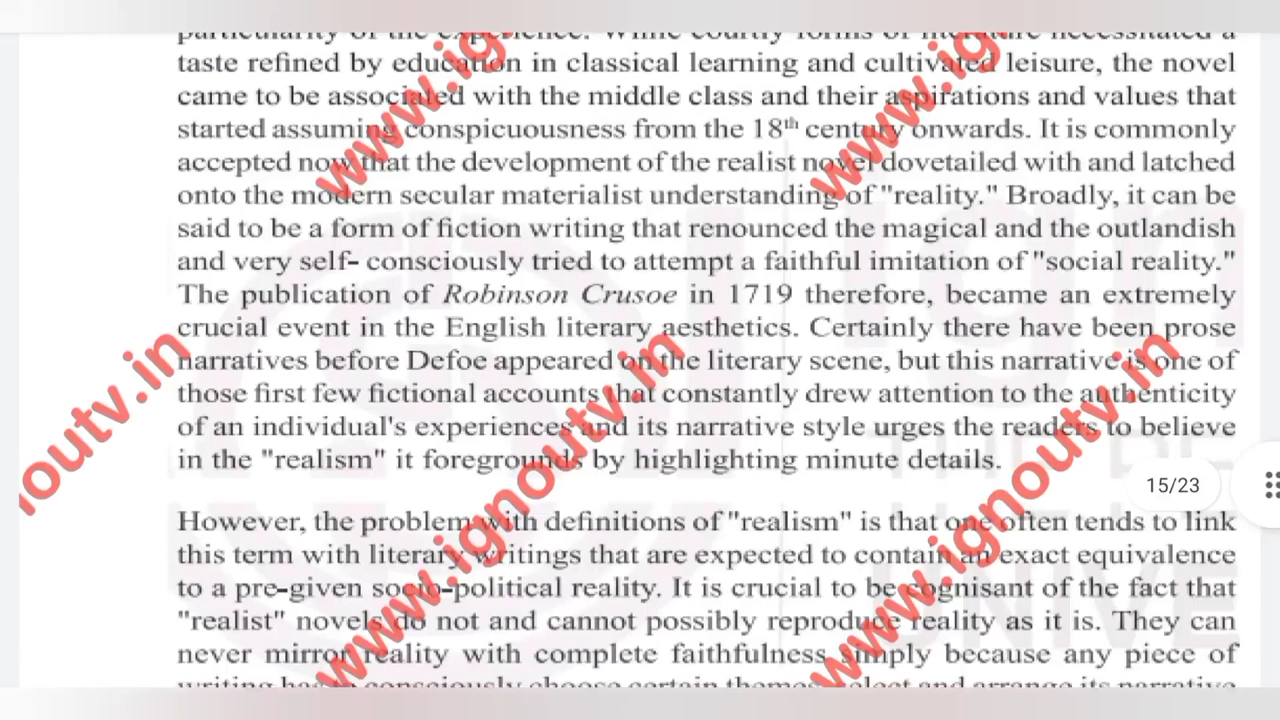 particularity of the experience. While courtly forms of literature necessitated a
taste refined by education in classical learning and cultivated leisure, the novel
came to be associated with the middle class and their aspirations and values that
started assuming conspicuousness from the 18th century onwards. It is commonly
accepted now that the development of the realist novel dovetailed with and latched
onto the modern secular materialist understanding of "reality." Broadly, it can be
said to be a form of fiction writing that renounced the magical and the outlandish
and very self- consciously tried to attempt a faithful imitation of "social reality."
The publication of Robinson Crusoe in 1719 therefore, became an extremely
crucial event in the English literary aesthetics. Certainly there have been prose
narratives before Defoe appeared on the literary scene, but this narrative is one of
those first few fictional accounts that constantly drew attention to the authenticity
of an individual's experiences and its narrative style urges the readers to believe
in the "realism" it foregrounds by highlighting minute details.
15/23
However, the problem with definitions of "realism" is that one often tends to link
this term with literary writings that are expected to contain an exact equivalence
to a pre-given socio-political reality. It is crucial to be cognisant of the fact that
"realist" novels do not and cannot possibly reproduce reality as it is. They can
never mirror reality with complete faithfulness simply because any piece of
writing has to consciously choose certain themes, select and arrange its narrative
www.ig
www.ig
noutv.in
www.ignoutv.in
www.ignoutv.in